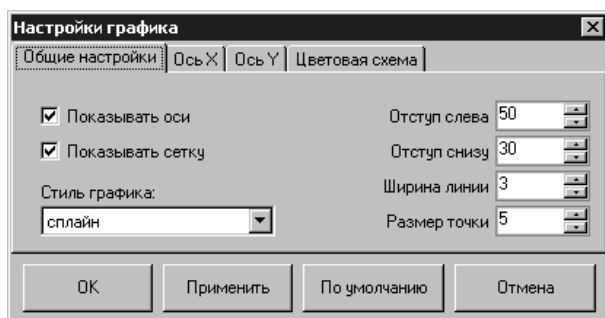 Настройки графика
Общие настройки Ось X Ось Y Цветовая схема
Показывать оси Отступ слева 50
Показывать сетку Отступ снизу 30
Стиль графика: Ширина линии 3
сплайн Размер точки 5
OK Применить По умолчанию Отмена